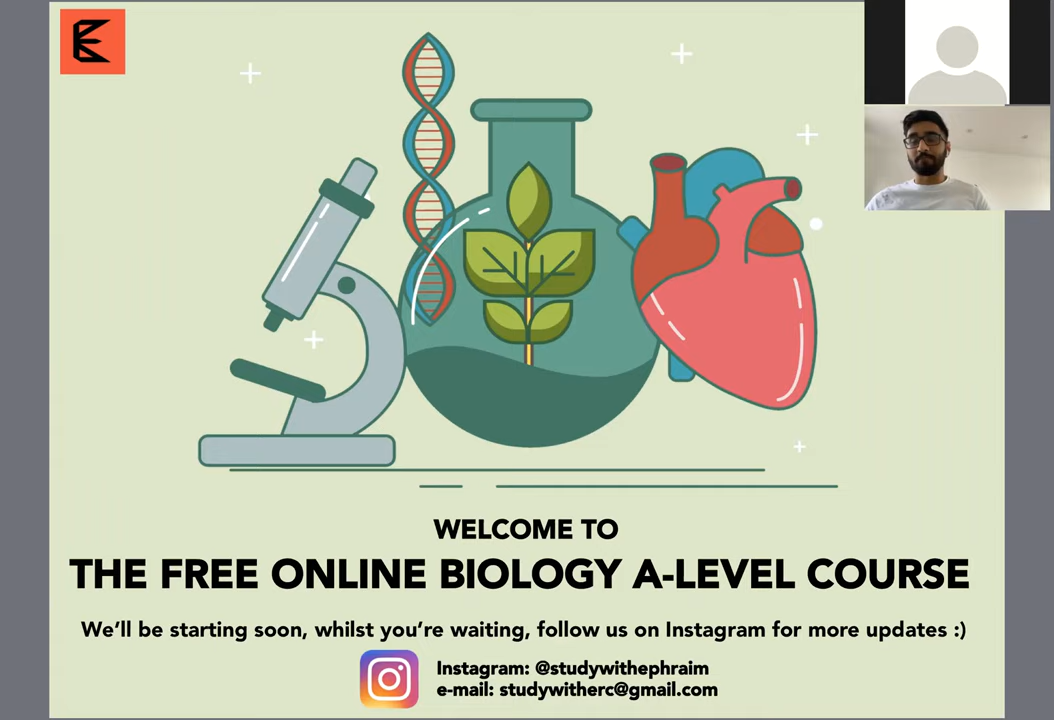 WELCOME TO
THE FREE ONLINE BIOLOGY A-LEVEL COURSE
We'll be starting soon, whilst you're waiting, follow us on Instagram for more updates :)
Instagram: @studywithephraim
e-mail: studywitherc@gmail.com